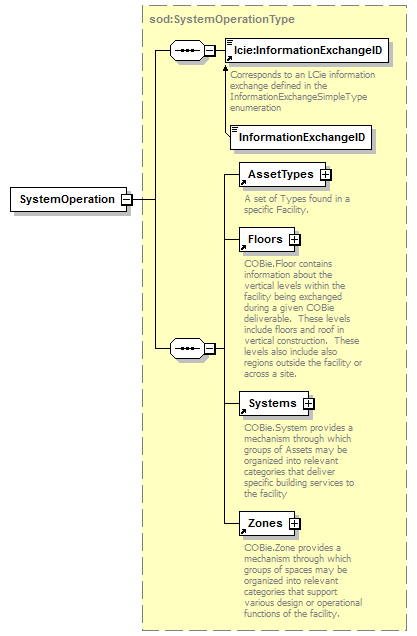 sod:SystemOperationType
lcie:InformationExchangeID
Corresponds to an LCie information
exchange defined in the
InformationExchangeSimpleType
enumeration
InformationExchangeID
SystemOperation
AssetTypes
A set of Types found in a
specific Facility.
Floors
COBie.Floor contains
information about the
vertical levels within the
facility being exchanged
during a given COBie
deliverable.  These levels
include floors and roof in
vertical construction.  These
levels also include also
regions outside the facility or
across a site.
Systems
COBie.System provides a
mechanism through which
groups of Assets may be
organized into relevant
categories that deliver
specific building services to
the facility
Zones
COBie.Zone provides a
mechanism through which
groups of spaces may be
organized into relevant
categories that support
various design or operational
functions of the facility.